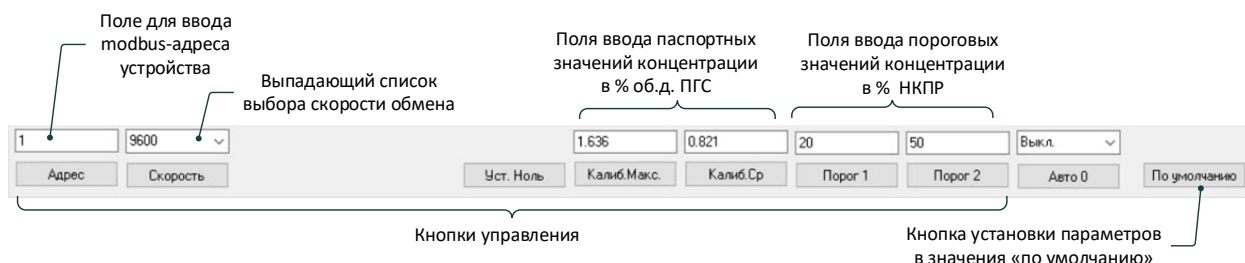 Поле для ввода
modbus-адреса
устройства
Выпадающий список
выбора скорости обмена
Поля ввода паспортных
значений концентрации
в % об.д. ПГС
Поля ввода пороговых
значений концентрации
в % НКПР
1 9600 1.636 0.821 20 50 Выкл.
Адрес Скорость Уст. Ноль Калиб.Макс. Калиб.Ср Порог 1 Порог 2 Авто 0 По умолчанию
Кнопки управления
Кнопка установки параметров
в значения «по умолчанию»